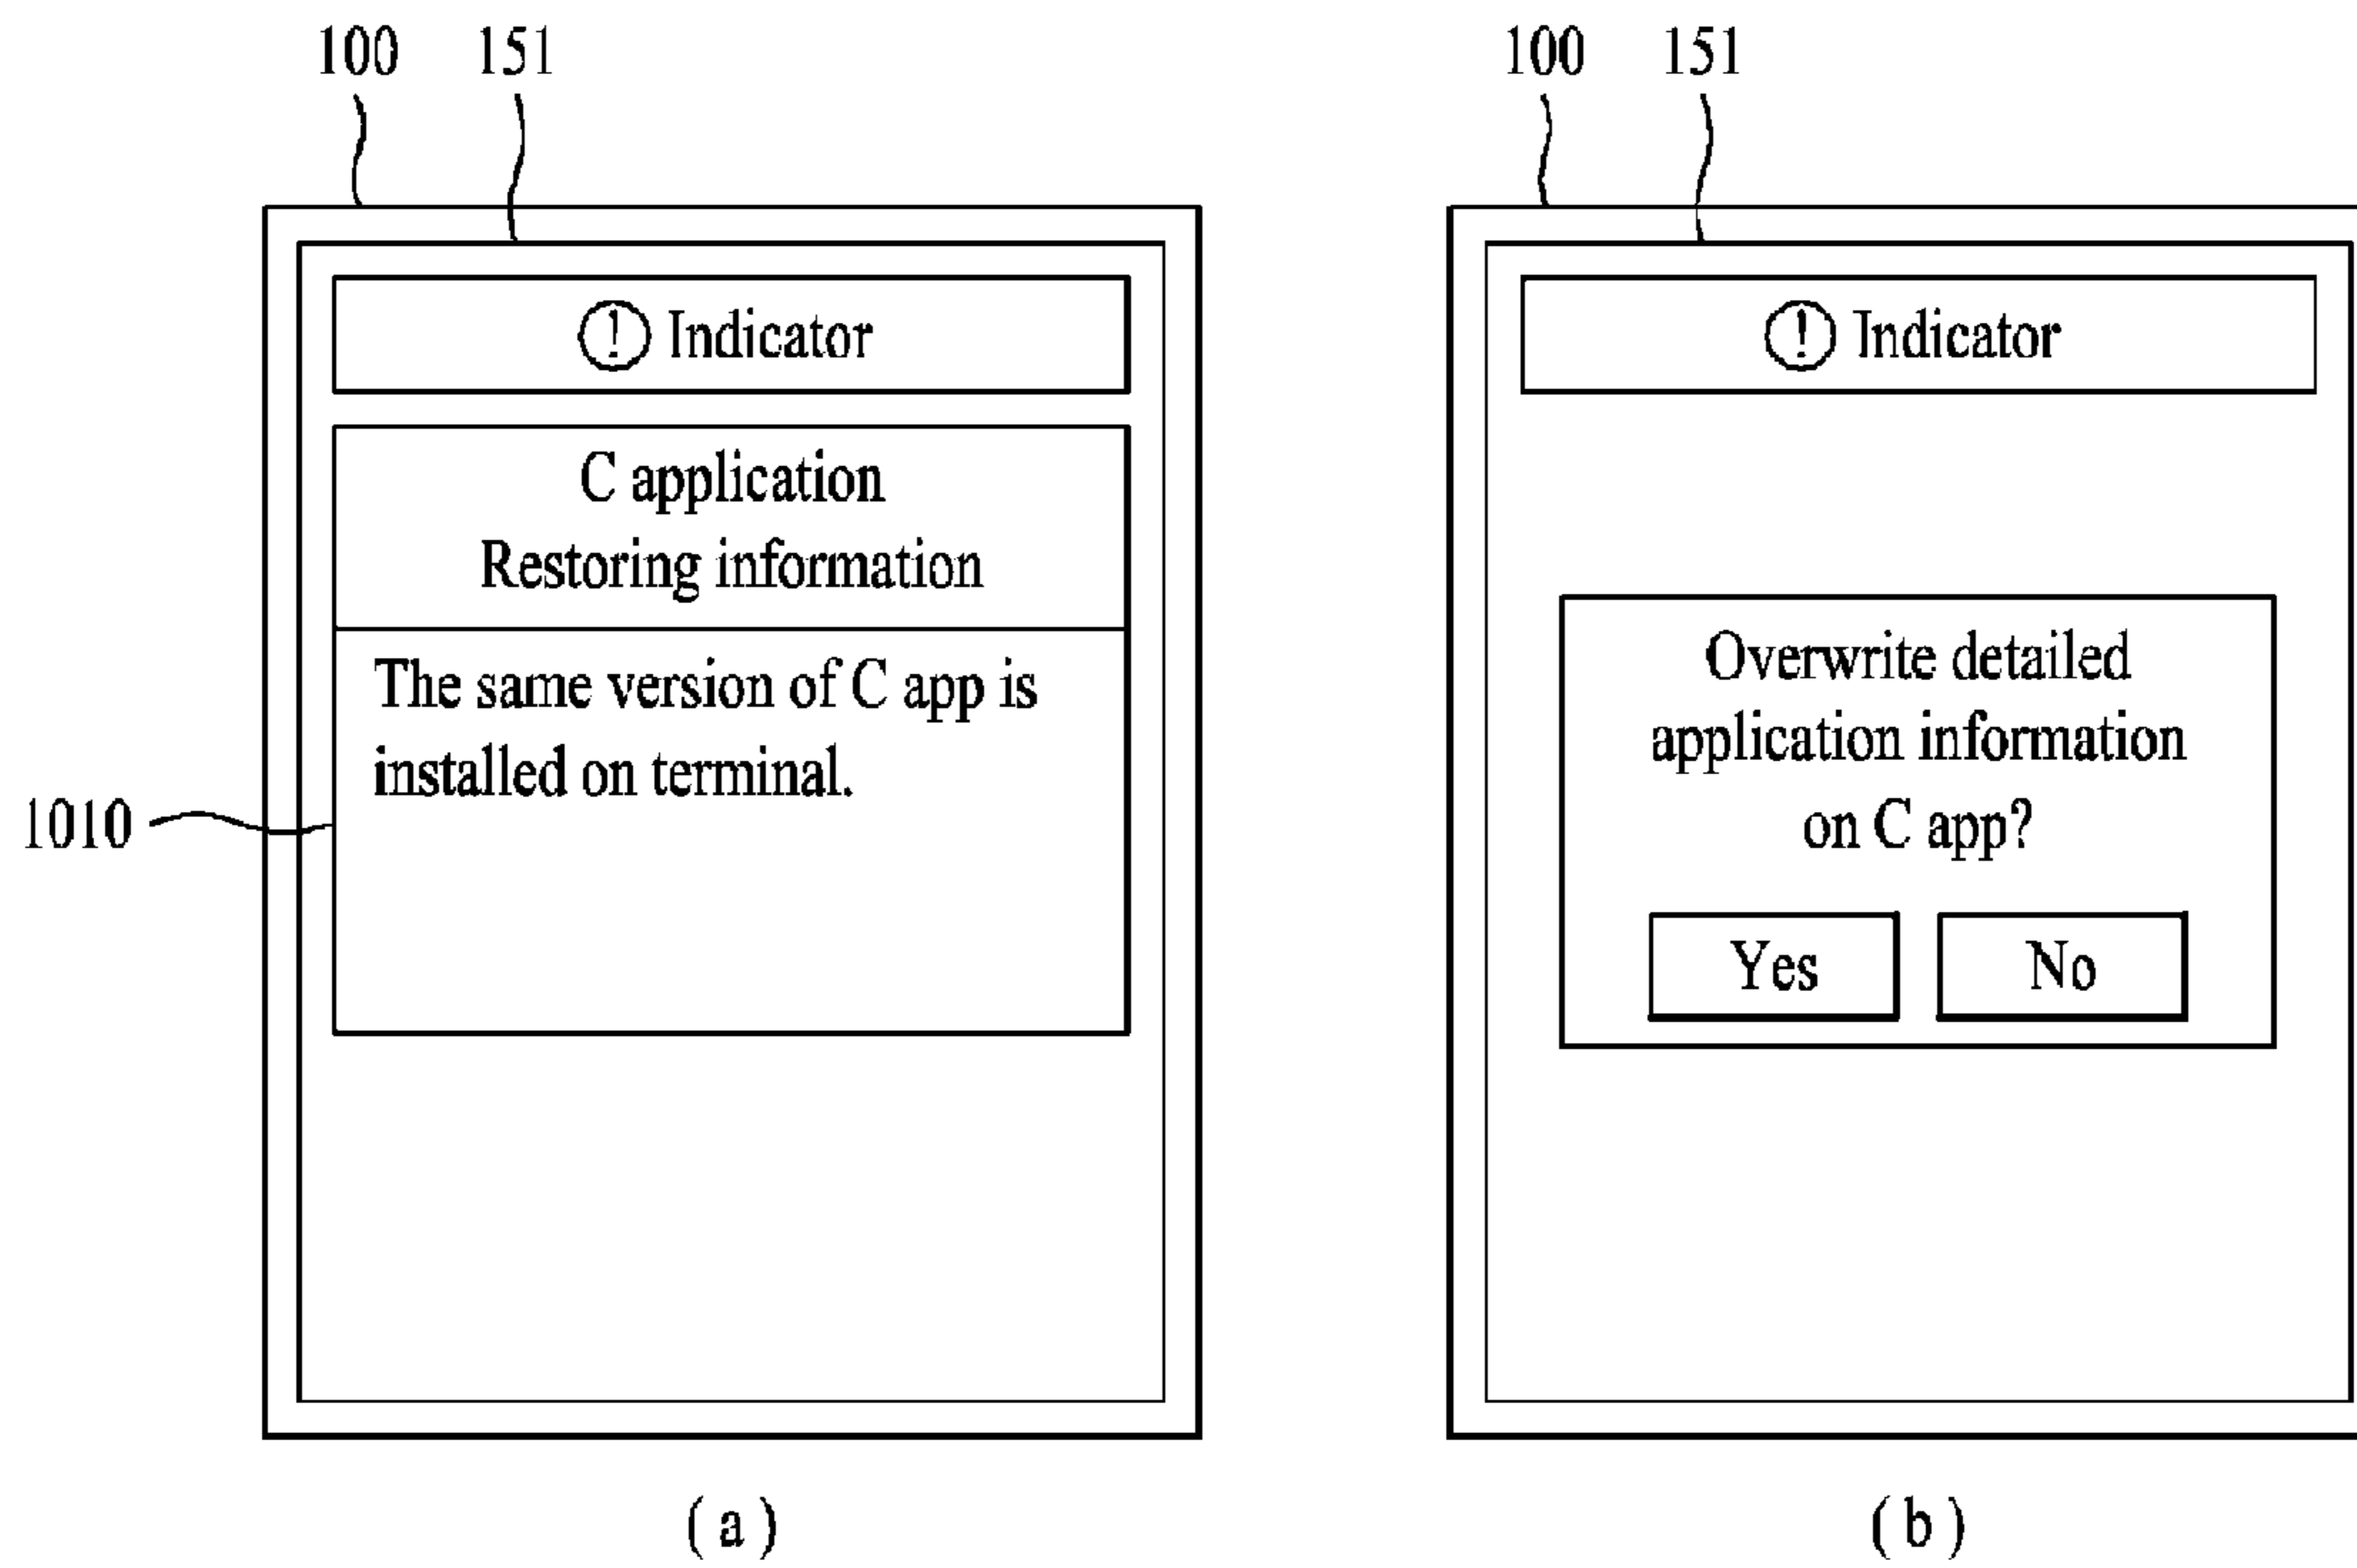 100 151
! Indicator
C application
Restoring information
The same version of C app is
installed on terminal.
1010
(a)
100 151
! Indicator
Overwrite detailed
application information
on C app?
Yes No
(b)